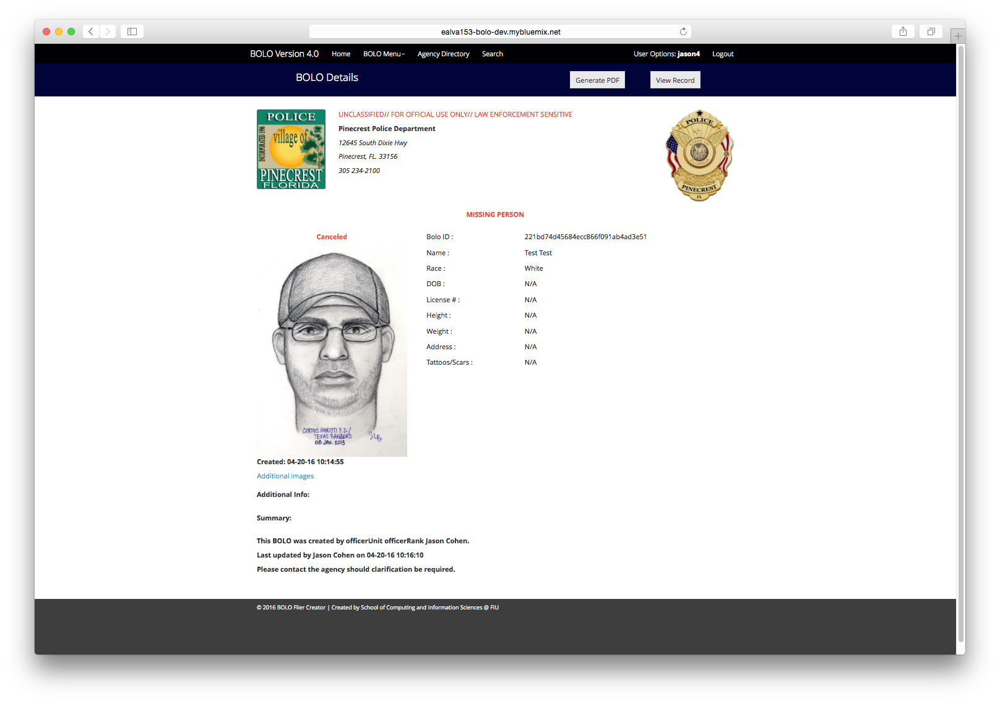 ealva153-bolo-dev.mybluemix.net
BOLO Version 4.0 Home BOLO Menu Agency Directory Search User Options: jason4 Logout
BOLO Details Generate PDF View Record
POLICE
INCORPORATED 1996
village of
PINECREST
FLORIDA
UNCLASSIFIED// FOR OFFICIAL USE ONLY// LAW ENFORCEMENT SENSITIVE
Pinecrest Police Department
12645 South Dixie Hwy
Pinecrest, FL. 33156
305 234-2100
POLICE
STATE OF
FLORIDA
PINECREST
FL
MISSING PERSON
Canceled
CORPUS CHRISTI P.D./
TEXAS RANGERS
08 JAN. 2013
Bolo ID : 221bd74d45684ecc866f091ab4ad3e51
Name : Test Test
Race : White
DOB : N/A
License # : N/A
Height : N/A
Weight : N/A
Address : N/A
Tattoos/Scars : N/A
Created: 04-20-16 10:14:55
Additional images
Additional Info:
Summary:
This BOLO was created by officerUnit officerRank Jason Cohen.
Last updated by Jason Cohen on 04-20-16 10:16:10
Please contact the agency should clarification be required.
© 2016 BOLO Flier Creator | Created by School of Computing and Information Sciences @ FIU